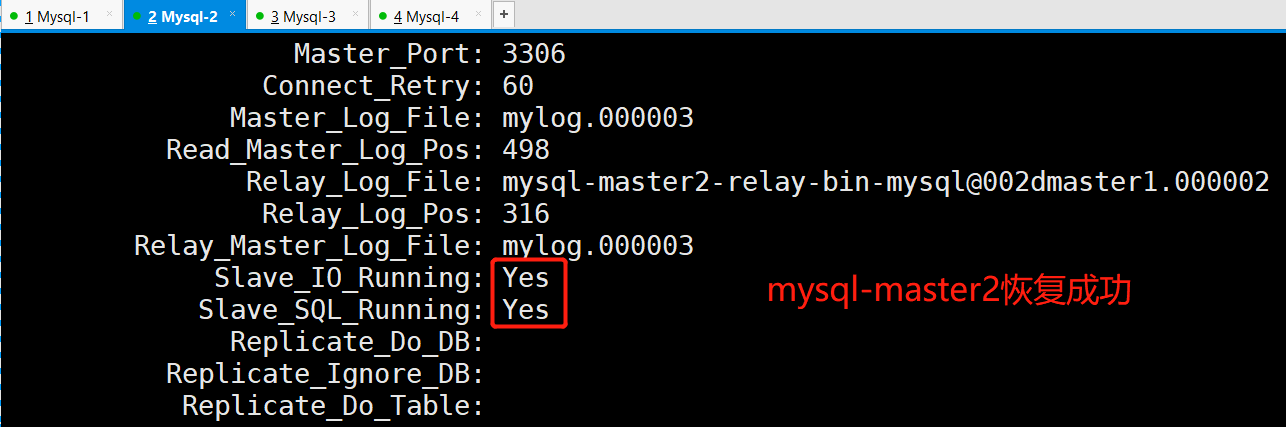 1 Mysql-1 × 2 Mysql-2 × 3 Mysql-3 × 4 Mysql-4 × +
Master_Port: 3306
Connect_Retry: 60
Master_Log_File: mylog.000003
Read_Master_Log_Pos: 498
Relay_Log_File: mysql-master2-relay-bin-mysql@002dmaster1.000002
Relay_Log_Pos: 316
Relay_Master_Log_File: mylog.000003
Slave_IO_Running: Yes
Slave_SQL_Running: Yes
mysql-master2恢复成功
Replicate_Do_DB:
Replicate_Ignore_DB:
Replicate_Do_Table: